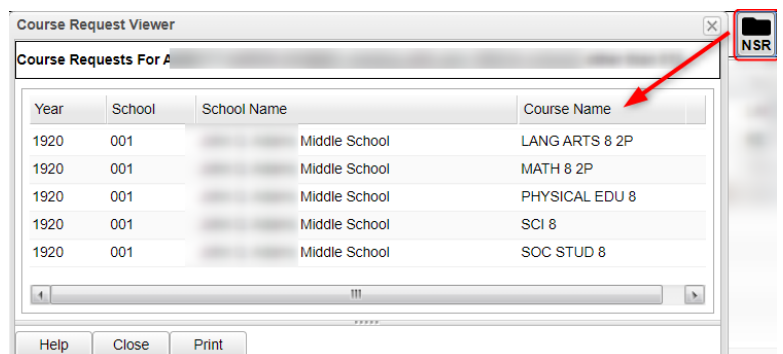 Course Request Viewer
NSR
Course Requests For A
Year School School Name Course Name
1920 001 Middle School LANG ARTS 8 2P
1920 001 Middle School MATH 8 2P
1920 001 Middle School PHYSICAL EDU 8
1920 001 Middle School SCI 8
1920 001 Middle School SOC STUD 8
Help Close Print